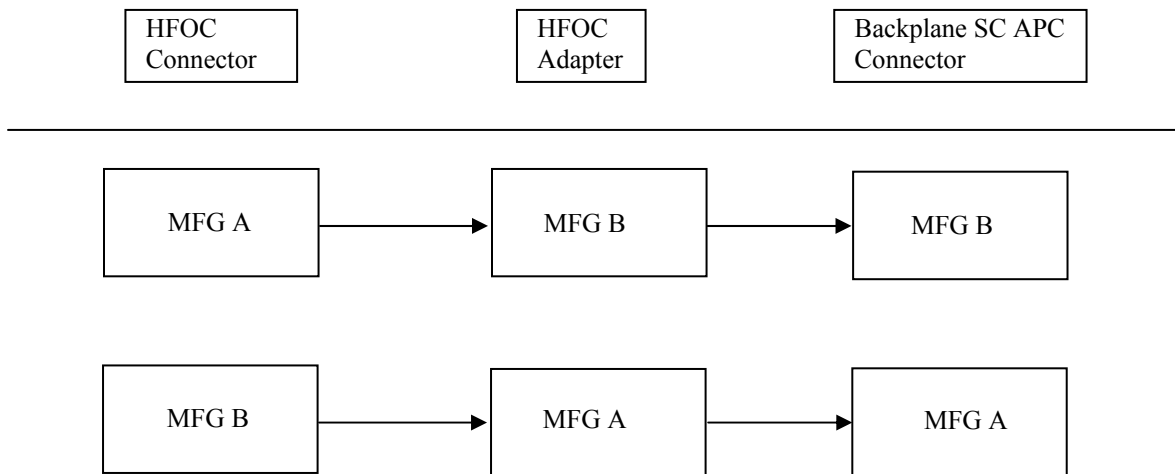 HFOC
Connector
HFOC
Adapter
Backplane SC APC
Connector
MFG A
MFG B
MFG B
MFG B
MFG A
MFG A